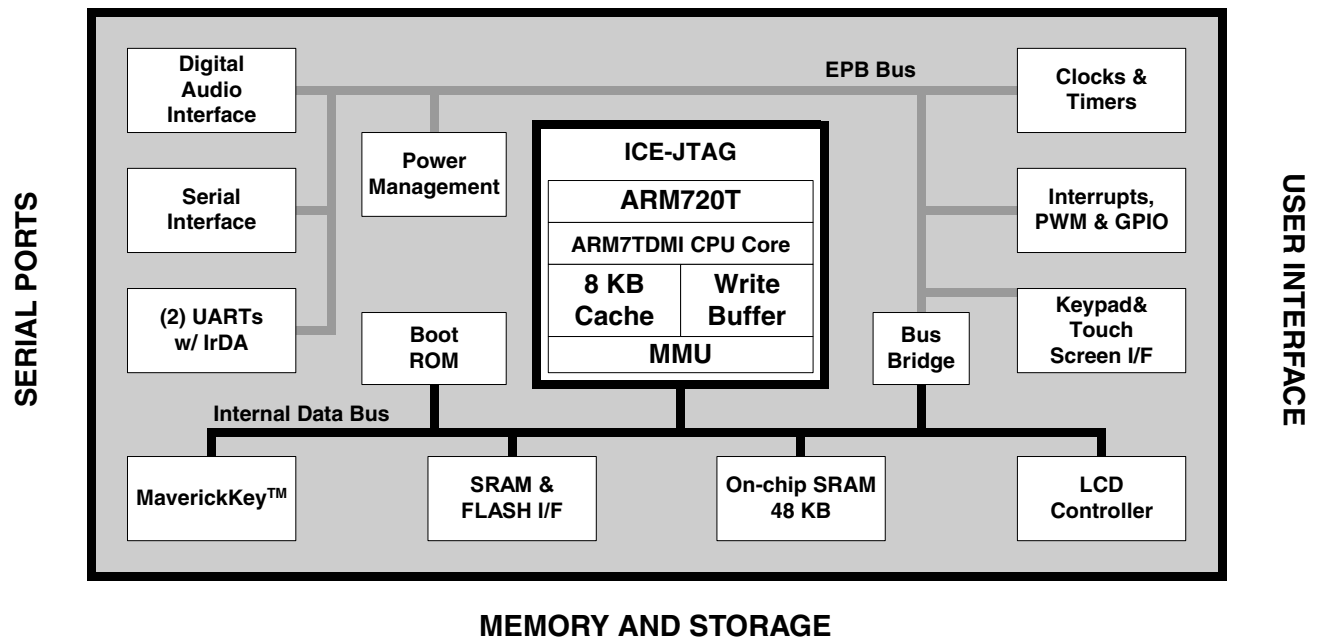 Digital
Audio
Interface
EPB Bus
Clocks &
Timers
Power
Management
ICE-JTAG
ARM720T
ARM7TDMI CPU Core
8 KB
Cache
Write
Buffer
MMU
Serial
Interface
Interrupts,
PWM & GPIO
(2) UARTs
w/ IrDA
Boot
ROM
Bus
Bridge
Keypad&
Touch
Screen I/F
Internal Data Bus
MaverickKey™
SRAM &
FLASH I/F
On-chip SRAM
48 KB
LCD
Controller
SERIAL PORTS
USER INTERFACE
MEMORY AND STORAGE